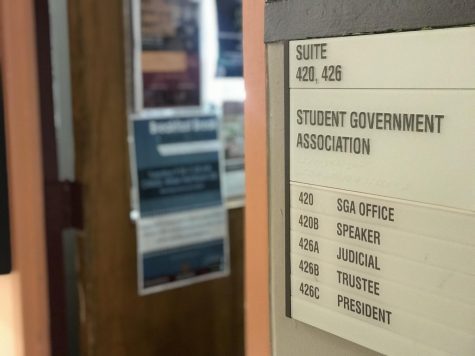 SUITE
420, 426
STUDENT GOVERNMENT
ASSOCIATION
420 SGA OFFICE
420B SPEAKER
426A JUDICIAL
426B TRUSTEE
426C PRESIDENT